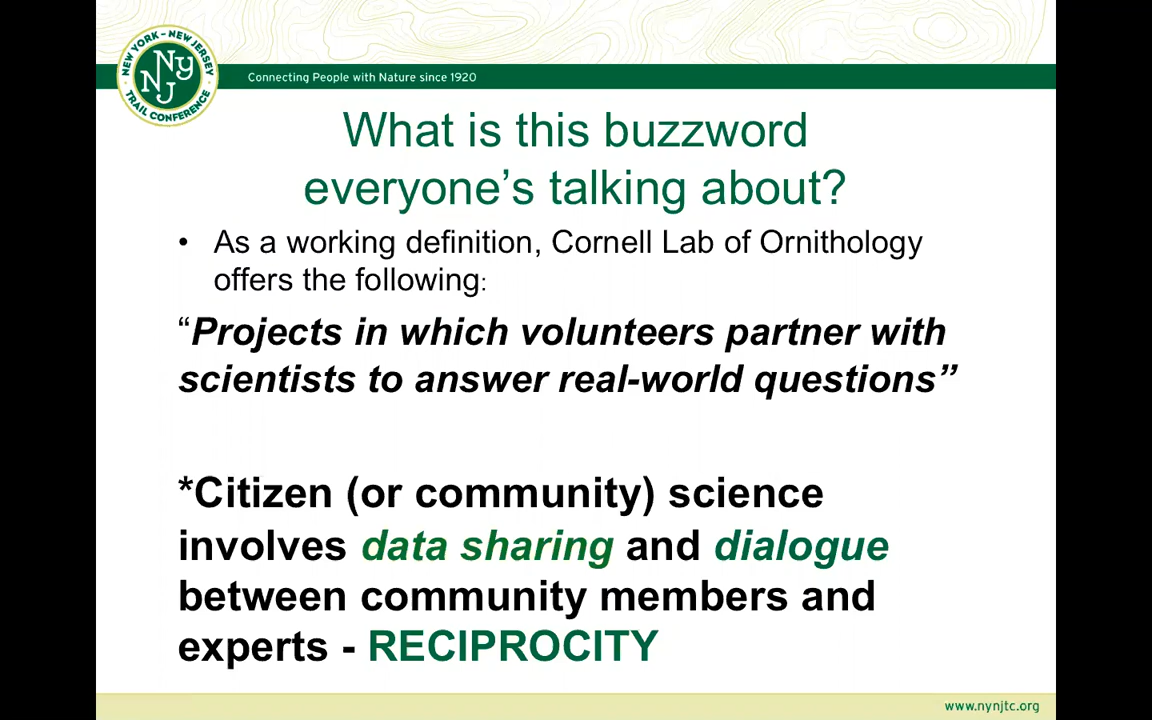 NEW YORK - NEW JERSEY
NY
NJ
TRAIL CONFERENCE
Connecting People with Nature since 1920
What is this buzzword
everyone’s talking about?
• As a working definition, Cornell Lab of Ornithology
offers the following:
“Projects in which volunteers partner with
scientists to answer real-world questions”
*Citizen (or community) science
involves data sharing and dialogue
between community members and
experts - RECIPROCITY
www.nynjtc.org